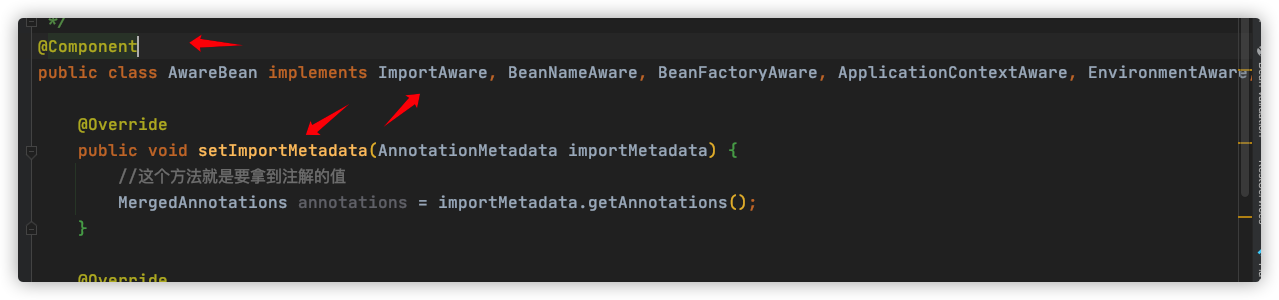 */
@Component
public class AwareBean implements ImportAware, BeanNameAware, BeanFactoryAware, ApplicationContextAware, EnvironmentAware,
@Override
public void setImportMetadata(AnnotationMetadata importMetadata) {
//这个方法就是要拿到注解的值
MergedAnnotations annotations = importMetadata.getAnnotations();
}
@Override